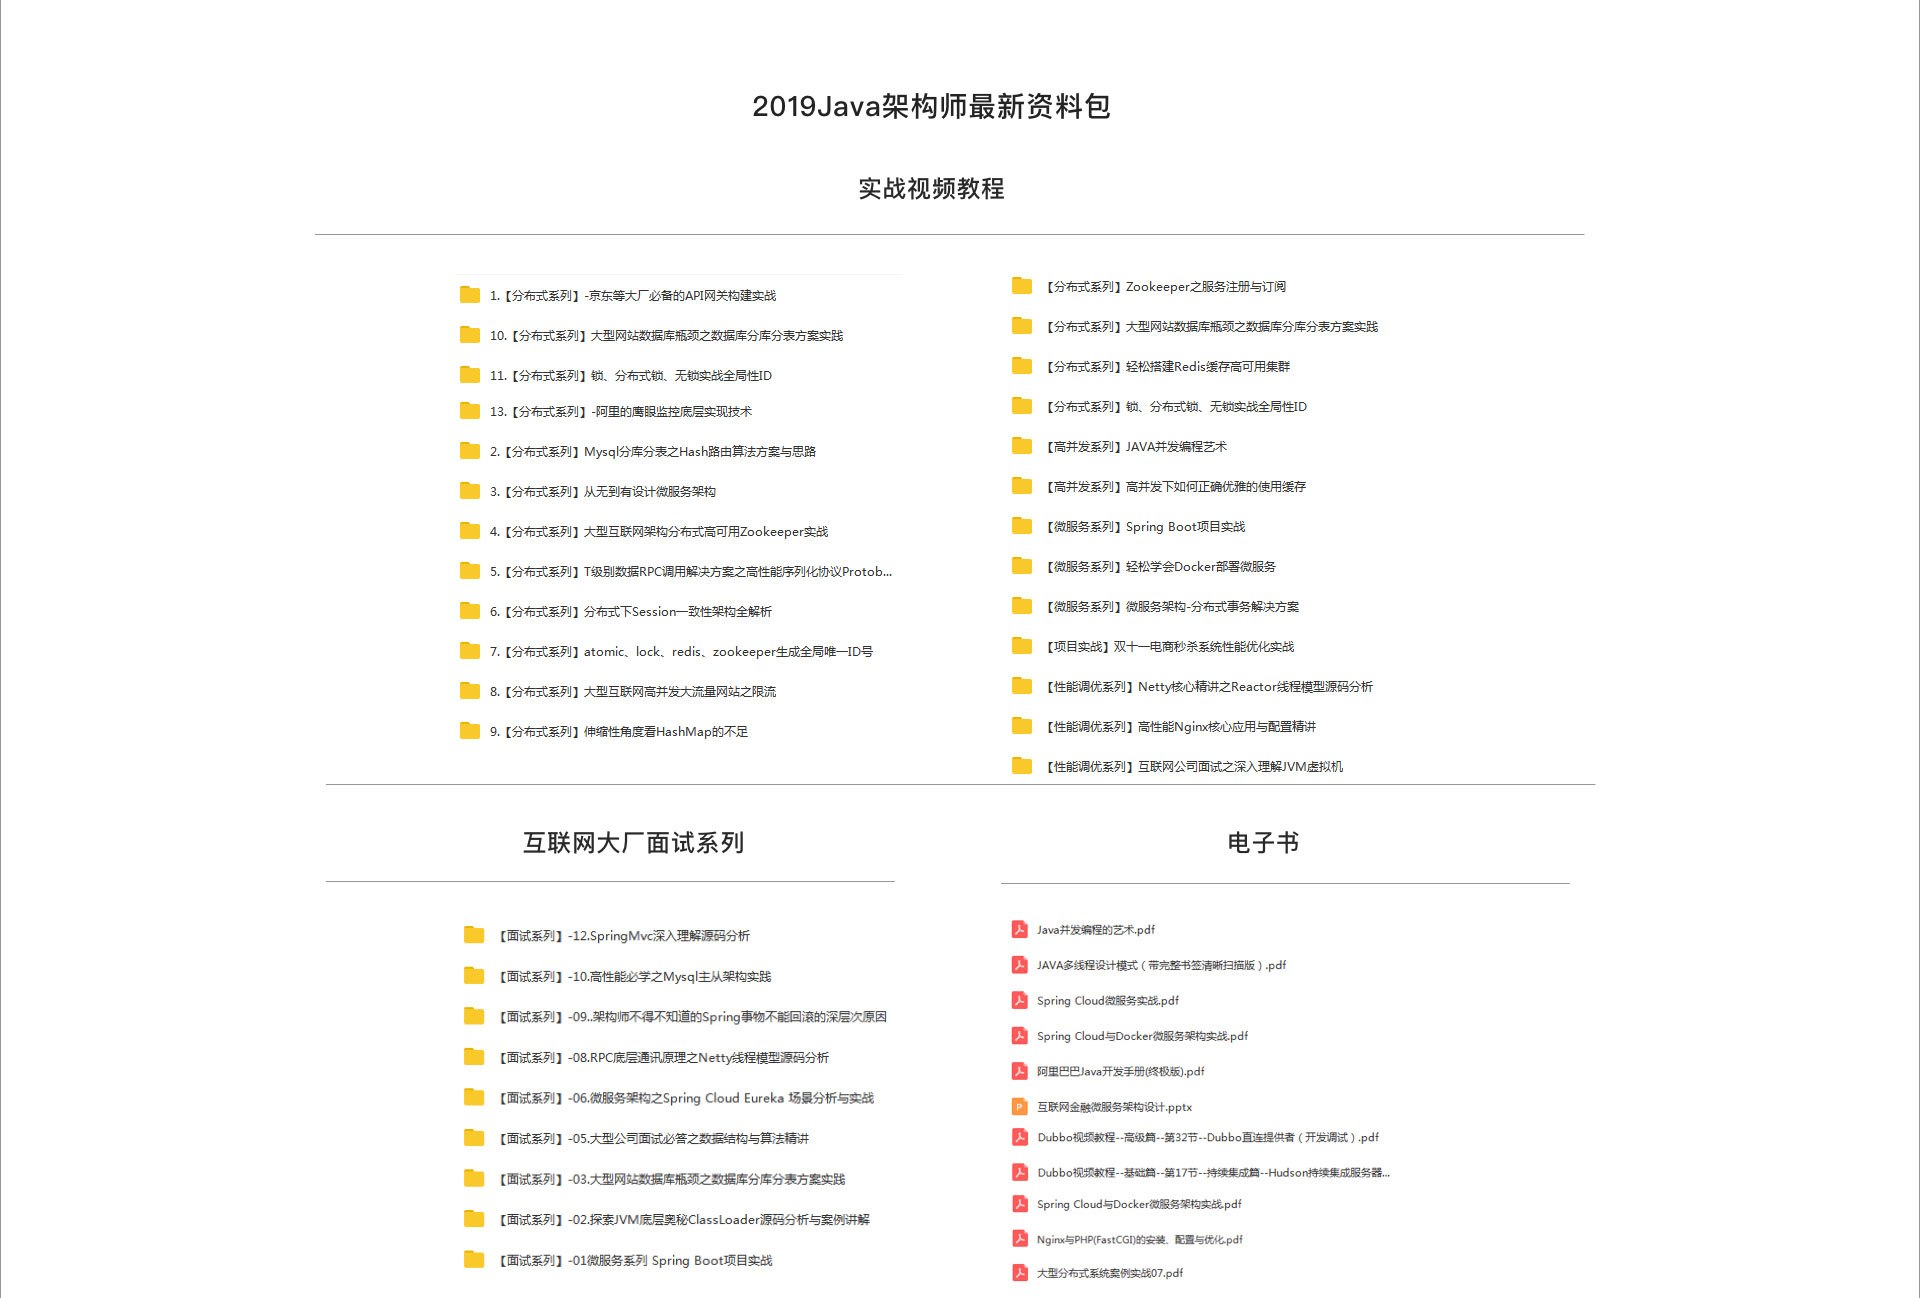 2019Java架构师最新资料包
实战视频教程
1.【分布式系列】-京东等大厂必备的API网关构建实战
10.【分布式系列】大型网站数据库瓶颈之数据库分库分表方案实践
11.【分布式系列】锁、分布式锁、无锁实战全局性ID
13.【分布式系列】-阿里的鹰眼监控底层实现技术
2.【分布式系列】Mysql分库分表之Hash路由算法方案与思路
3.【分布式系列】从无到有设计微服务架构
4.【分布式系列】大型互联网架构分布式高可用Zookeeper实战
5.【分布式系列】T级别数据RPC调用解决方案之高性能序列化协议Protob...
6.【分布式系列】分布式下Session一致性架构全解析
7.【分布式系列】atomic、lock、redis、zookeeper生成全局唯一ID号
8.【分布式系列】大型互联网高并发大流量网站之限流
9.【分布式系列】伸缩性角度看HashMap的不足
【分布式系列】Zookeeper之服务注册与订阅
【分布式系列】大型网站数据库瓶颈之数据库分库分表方案实践
【分布式系列】轻松搭建Redis缓存高可用集群
【分布式系列】锁、分布式锁、无锁实战全局性ID
【高并发系列】JAVA并发编程艺术
【高并发系列】高并发下如何正确优雅的使用缓存
【微服务系列】Spring Boot项目实战
【微服务系列】轻松学会Docker部署微服务
【微服务系列】微服务架构-分布式事务解决方案
【项目实战】双十一电商秒杀系统性能优化实战
【性能调优系列】Netty核心精讲之Reactor线程模型源码分析
【性能调优系列】高性能Nginx核心应用与配置精讲
【性能调优系列】互联网公司面试之深入理解JVM虚拟机
互联网大厂面试系列
【面试系列】-12.SpringMvc深入理解源码分析
【面试系列】-10.高性能必学之Mysql主从架构实践
【面试系列】-09..架构师不得不知道的Spring事物不能回滚的深层次原因
【面试系列】-08.RPC底层通讯原理之Netty线程模型源码分析
【面试系列】-06.微服务架构之Spring Cloud Eureka 场景分析与实战
【面试系列】-05.大型公司面试必答之数据结构与算法精讲
【面试系列】-03.大型网站数据库瓶颈之数据库分库分表方案实践
【面试系列】-02.探索JVM底层奥秘ClassLoader源码分析与案例讲解
【面试系列】-01微服务系列 Spring Boot项目实战
电子书
Java并发编程的艺术.pdf
JAVA多线程设计模式（带完整书签清晰扫描版）.pdf
Spring Cloud微服务实战.pdf
Spring Cloud与Docker微服务架构实战.pdf
阿里巴巴Java开发手册(终极版).pdf
互联网金融微服务架构设计.pptx
Dubbo视频教程--高级篇--第32节--Dubbo直连提供者（开发调试）.pdf
Dubbo视频教程--基础篇--第17节--持续集成篇--Hudson持续集成服务器...
Spring Cloud与Docker微服务架构实战.pdf
Nginx与PHP(FastCGI)的安装、配置与优化.pdf
大型分布式系统案例实战07.pdf